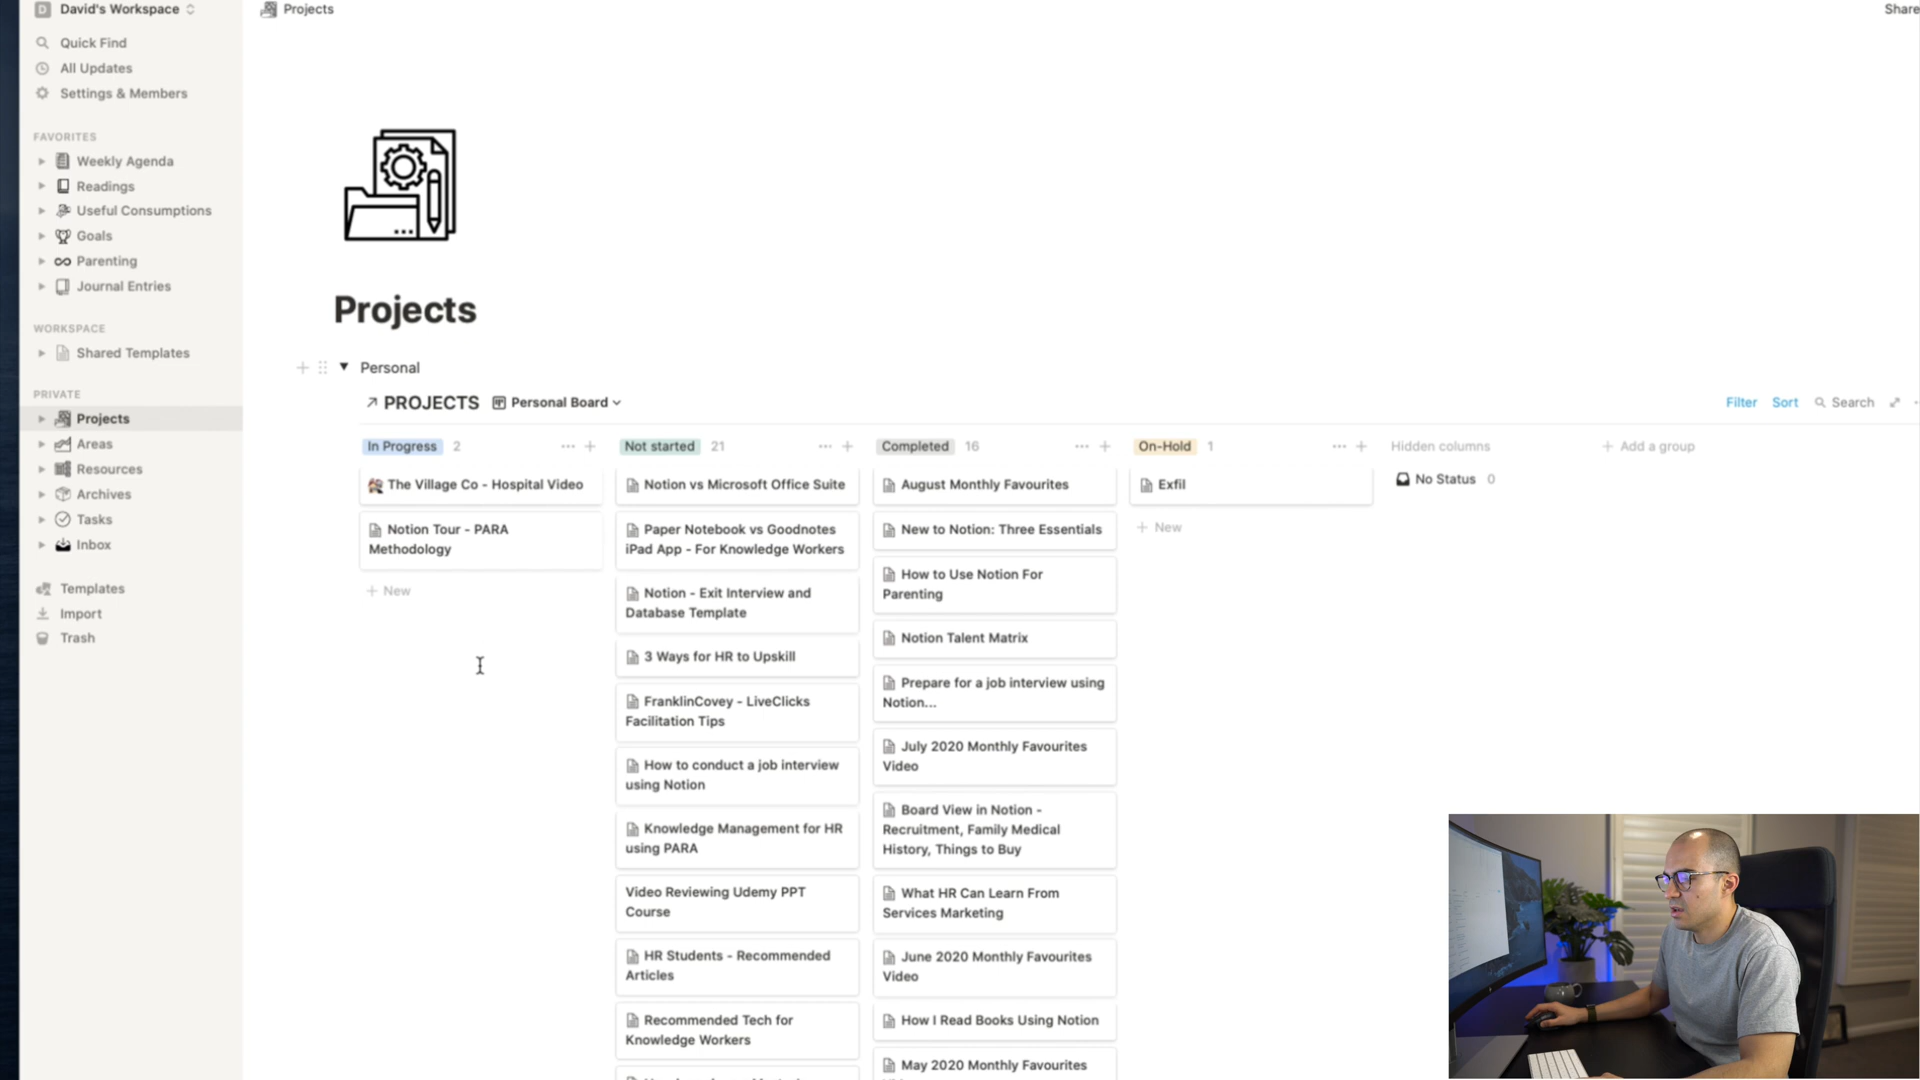 D David's Workspace
Projects
Share
Quick Find
All Updates
Settings & Members
FAVORITES
Weekly Agenda
Readings
Useful Consumptions
Goals
Parenting
Journal Entries
WORKSPACE
Shared Templates
PRIVATE
Projects
Areas
Resources
Archives
Tasks
Inbox
Templates
Import
Trash
Projects
Personal
PROJECTS Personal Board
Filter Sort Search
In Progress 2
The Village Co - Hospital Video
Notion Tour - PARA
Methodology
+ New
Not started 21
Notion vs Microsoft Office Suite
Paper Notebook vs Goodnotes
iPad App - For Knowledge Workers
Notion - Exit Interview and
Database Template
3 Ways for HR to Upskill
FranklinCovey - LiveClicks
Facilitation Tips
How to conduct a job interview
using Notion
Knowledge Management for HR
using PARA
Video Reviewing Udemy PPT
Course
HR Students - Recommended
Articles
Recommended Tech for
Knowledge Workers
Completed 16
August Monthly Favourites
New to Notion: Three Essentials
How to Use Notion For
Parenting
Notion Talent Matrix
Prepare for a job interview using
Notion...
July 2020 Monthly Favourites
Video
Board View in Notion -
Recruitment, Family Medical
History, Things to Buy
What HR Can Learn From
Services Marketing
June 2020 Monthly Favourites
Video
How I Read Books Using Notion
May 2020 Monthly Favourites
On-Hold 1
Exfil
+ New
Hidden columns
No Status 0
+ Add a group